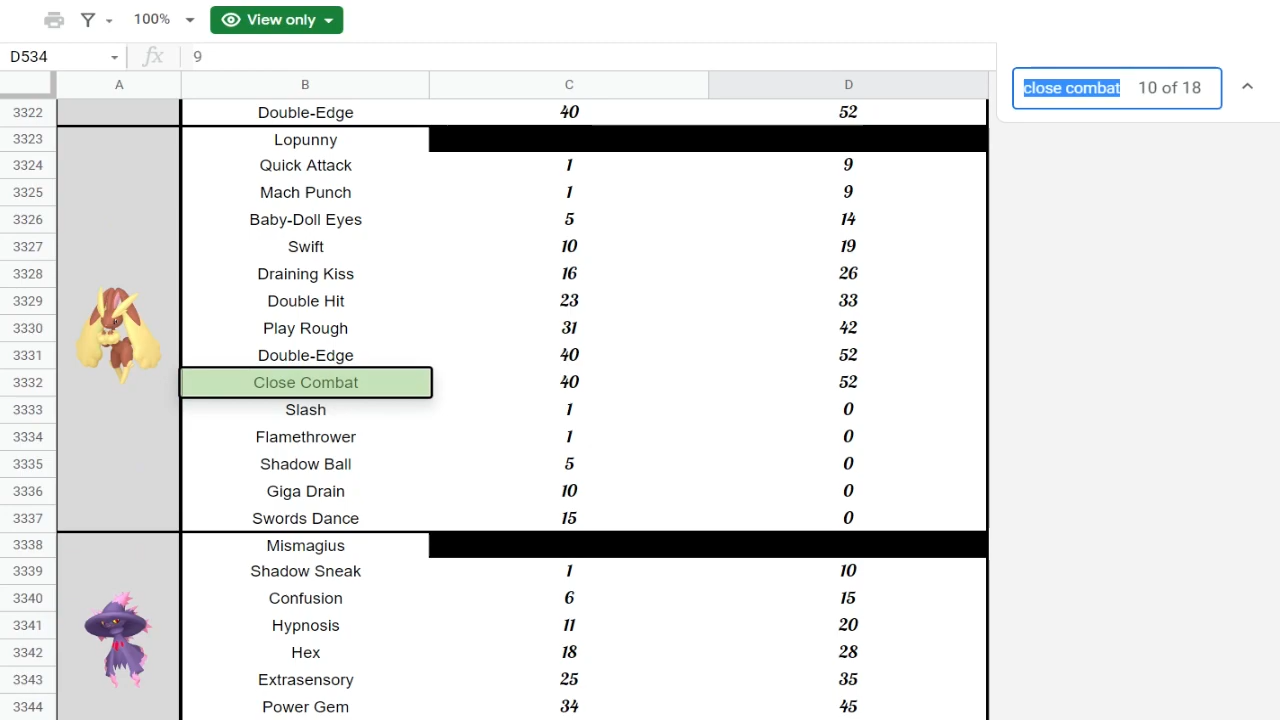 100% View only
D534 fx 9
close combat 10 of 18
A B C D
3322 Double-Edge 40 52
3323 Lopunny
3324 Quick Attack 1 9
3325 Mach Punch 1 9
3326 Baby-Doll Eyes 5 14
3327 Swift 10 19
3328 Draining Kiss 16 26
3329 Double Hit 23 33
3330 Play Rough 31 42
3331 Double-Edge 40 52
3332 Close Combat 40 52
3333 Slash 1 0
3334 Flamethrower 1 0
3335 Shadow Ball 5 0
3336 Giga Drain 10 0
3337 Swords Dance 15 0
3338 Mismagius
3339 Shadow Sneak 1 10
3340 Confusion 6 15
3341 Hypnosis 11 20
3342 Hex 18 28
3343 Extrasensory 25 35
3344 Power Gem 34 45